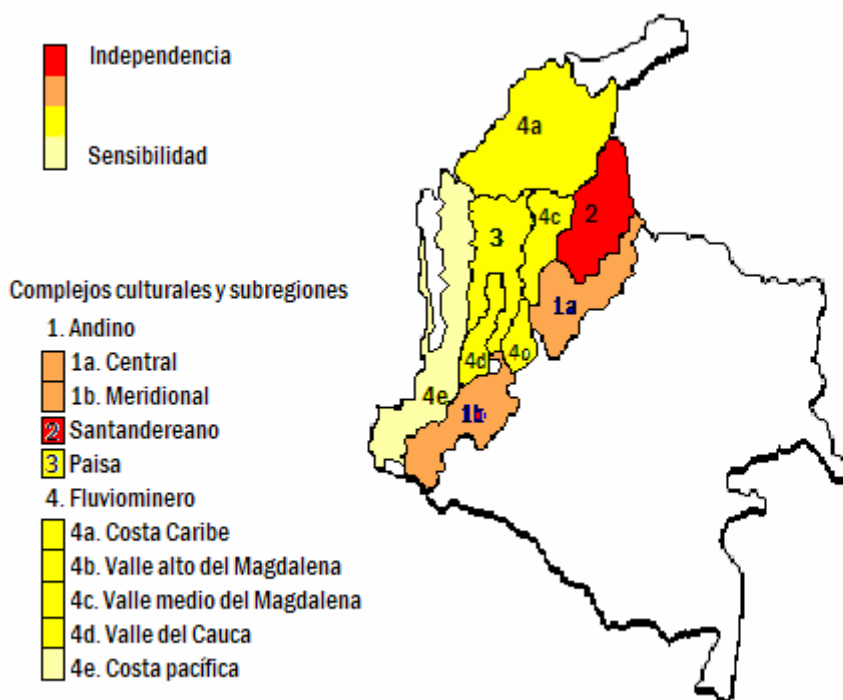 Independencia
Sensibilidad
Complejos culturales y subregiones
1. Andino
1a. Central
1b. Meridional
2 Santandereano
3 Paisa
4. Fluviominero
4a. Costa Caribe
4b. Valle alto del Magdalena
4c. Valle medio del Magdalena
4d. Valle del Cauca
4e. Costa pacífica
4a
4c
2
3
1a
4d
4e
1b